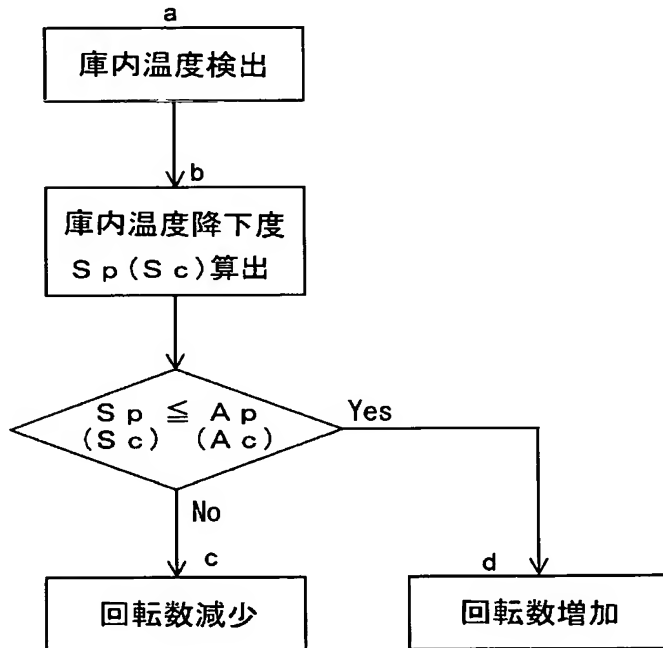 a
庫内温度検出
b
庫内温度降下度
Sp(Sc)算出
Sp ≦ Ap
(Sc) (Ac)
Yes
No
c
回転数減少
d
回転数増加